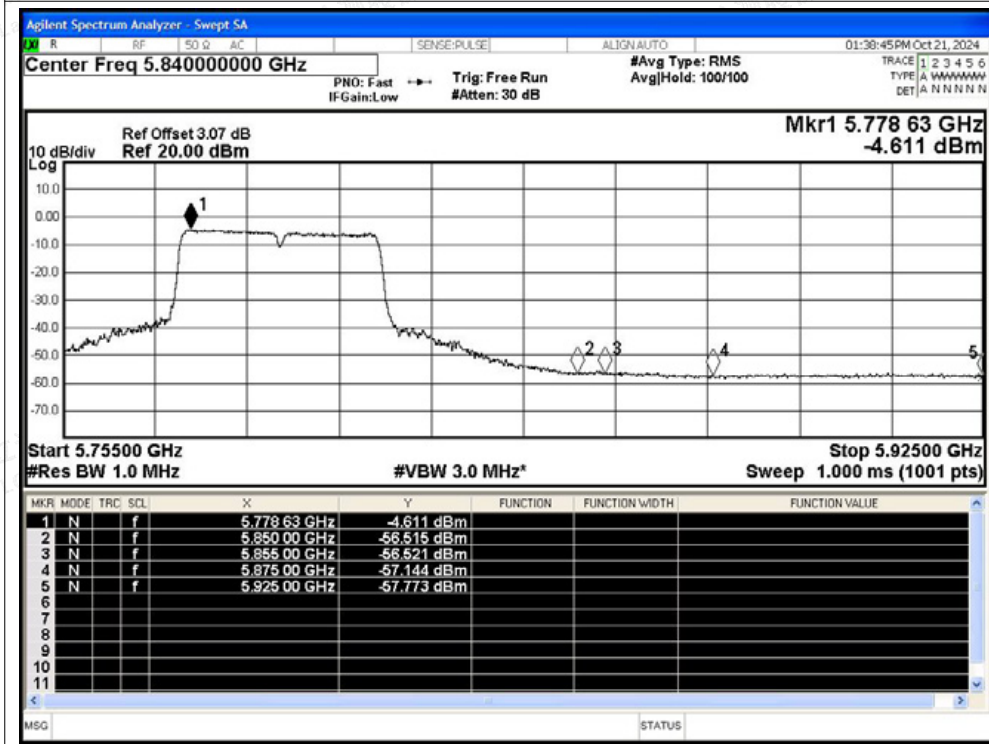 Agilent Spectrum Analyzer - Swept SA
R RF 50 Ω AC SENSE:PULSE ALIGN AUTO 01:38:45 PM Oct 21, 2024
Center Freq 5.840000000 GHz #Avg Type: RMS TRACE 1 2 3 4 5 6
PNO: Fast Trig: Free Run Avg|Hold: 100/100 TYPE A WWWWW
IFGain:Low #Atten: 30 dB DET A N N N N N
Mkr1 5.778 63 GHz
Ref Offset 3.07 dB
10 dB/div Ref 20.00 dBm -4.611 dBm
Log
10.0
1
0.00
-10.0
-20.0
-30.0
-40.0
2 3 4 5
-50.0
-60.0
-70.0
Start 5.75500 GHz Stop 5.92500 GHz
#Res BW 1.0 MHz #VBW 3.0 MHz* Sweep 1.000 ms (1001 pts)
MKR MODE TRC SCL X Y FUNCTION FUNCTION WIDTH FUNCTION VALUE
1 N f 5.778 63 GHz -4.611 dBm
2 N f 5.850 00 GHz -56.515 dBm
3 N f 5.855 00 GHz -56.521 dBm
4 N f 5.875 00 GHz -57.144 dBm
5 N f 5.925 00 GHz -57.773 dBm
6
7
8
9
10
11
MSG STATUS